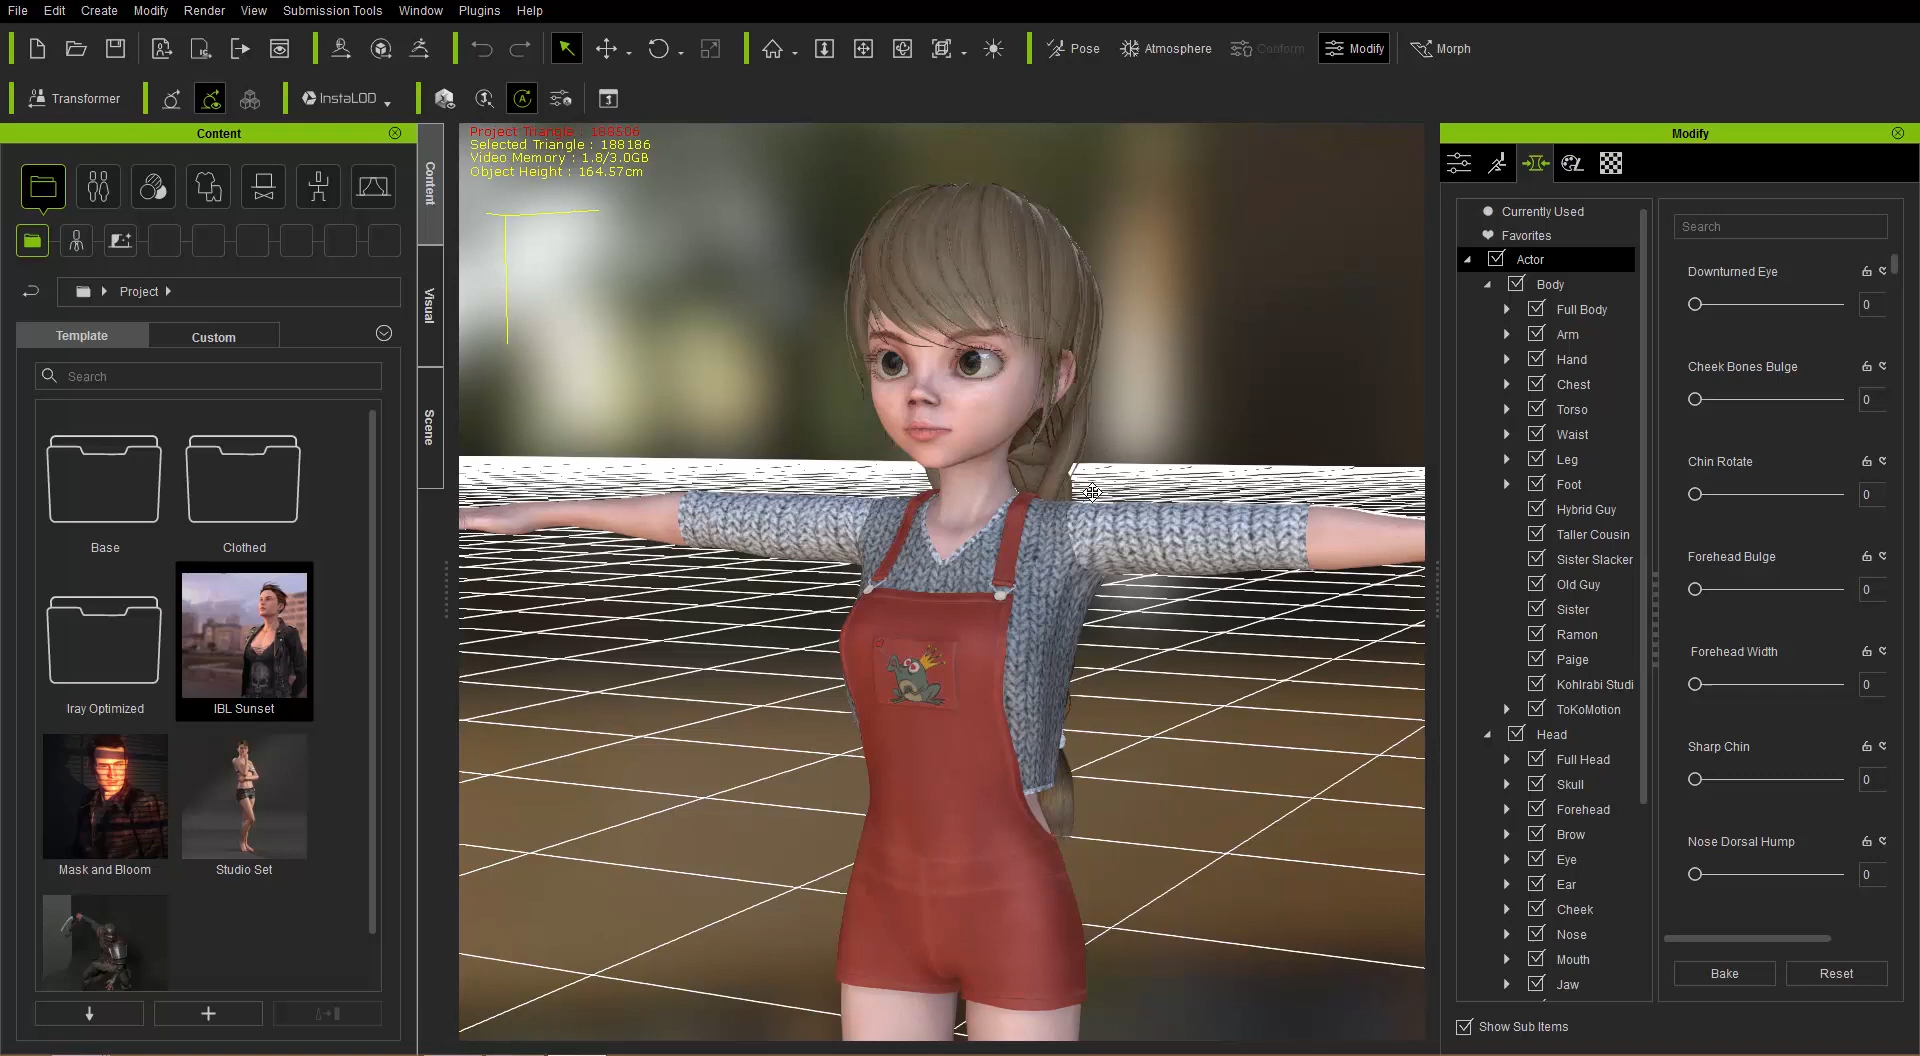 File Edit Create Modify Render View Submission Tools Window Plugins Help
Pose Atmosphere Conform Modify Morph
Transformer InstaLOD
Content
Content
Visual
Scene
Project
Template Custom
Search
Base Clothed
Iray Optimized IBL Sunset
Mask and Bloom Studio Set
Project Triangle : 188506
Selected Triangle : 188186
Video Memory : 1.8/3.0GB
Object Height : 164.57cm
Modify
Currently Used
Favorites
Actor
Body
Full Body
Arm
Hand
Chest
Torso
Waist
Leg
Foot
Hybrid Guy
Taller Cousin
Sister Slacker
Old Guy
Sister
Ramon
Paige
Kohlrabi Studi
ToKoMotion
Head
Full Head
Skull
Forehead
Brow
Eye
Ear
Cheek
Nose
Mouth
Jaw
Show Sub Items
Search
Downturned Eye
0
Cheek Bones Bulge
0
Chin Rotate
0
Forehead Bulge
0
Forehead Width
0
Sharp Chin
0
Nose Dorsal Hump
0
Bake Reset